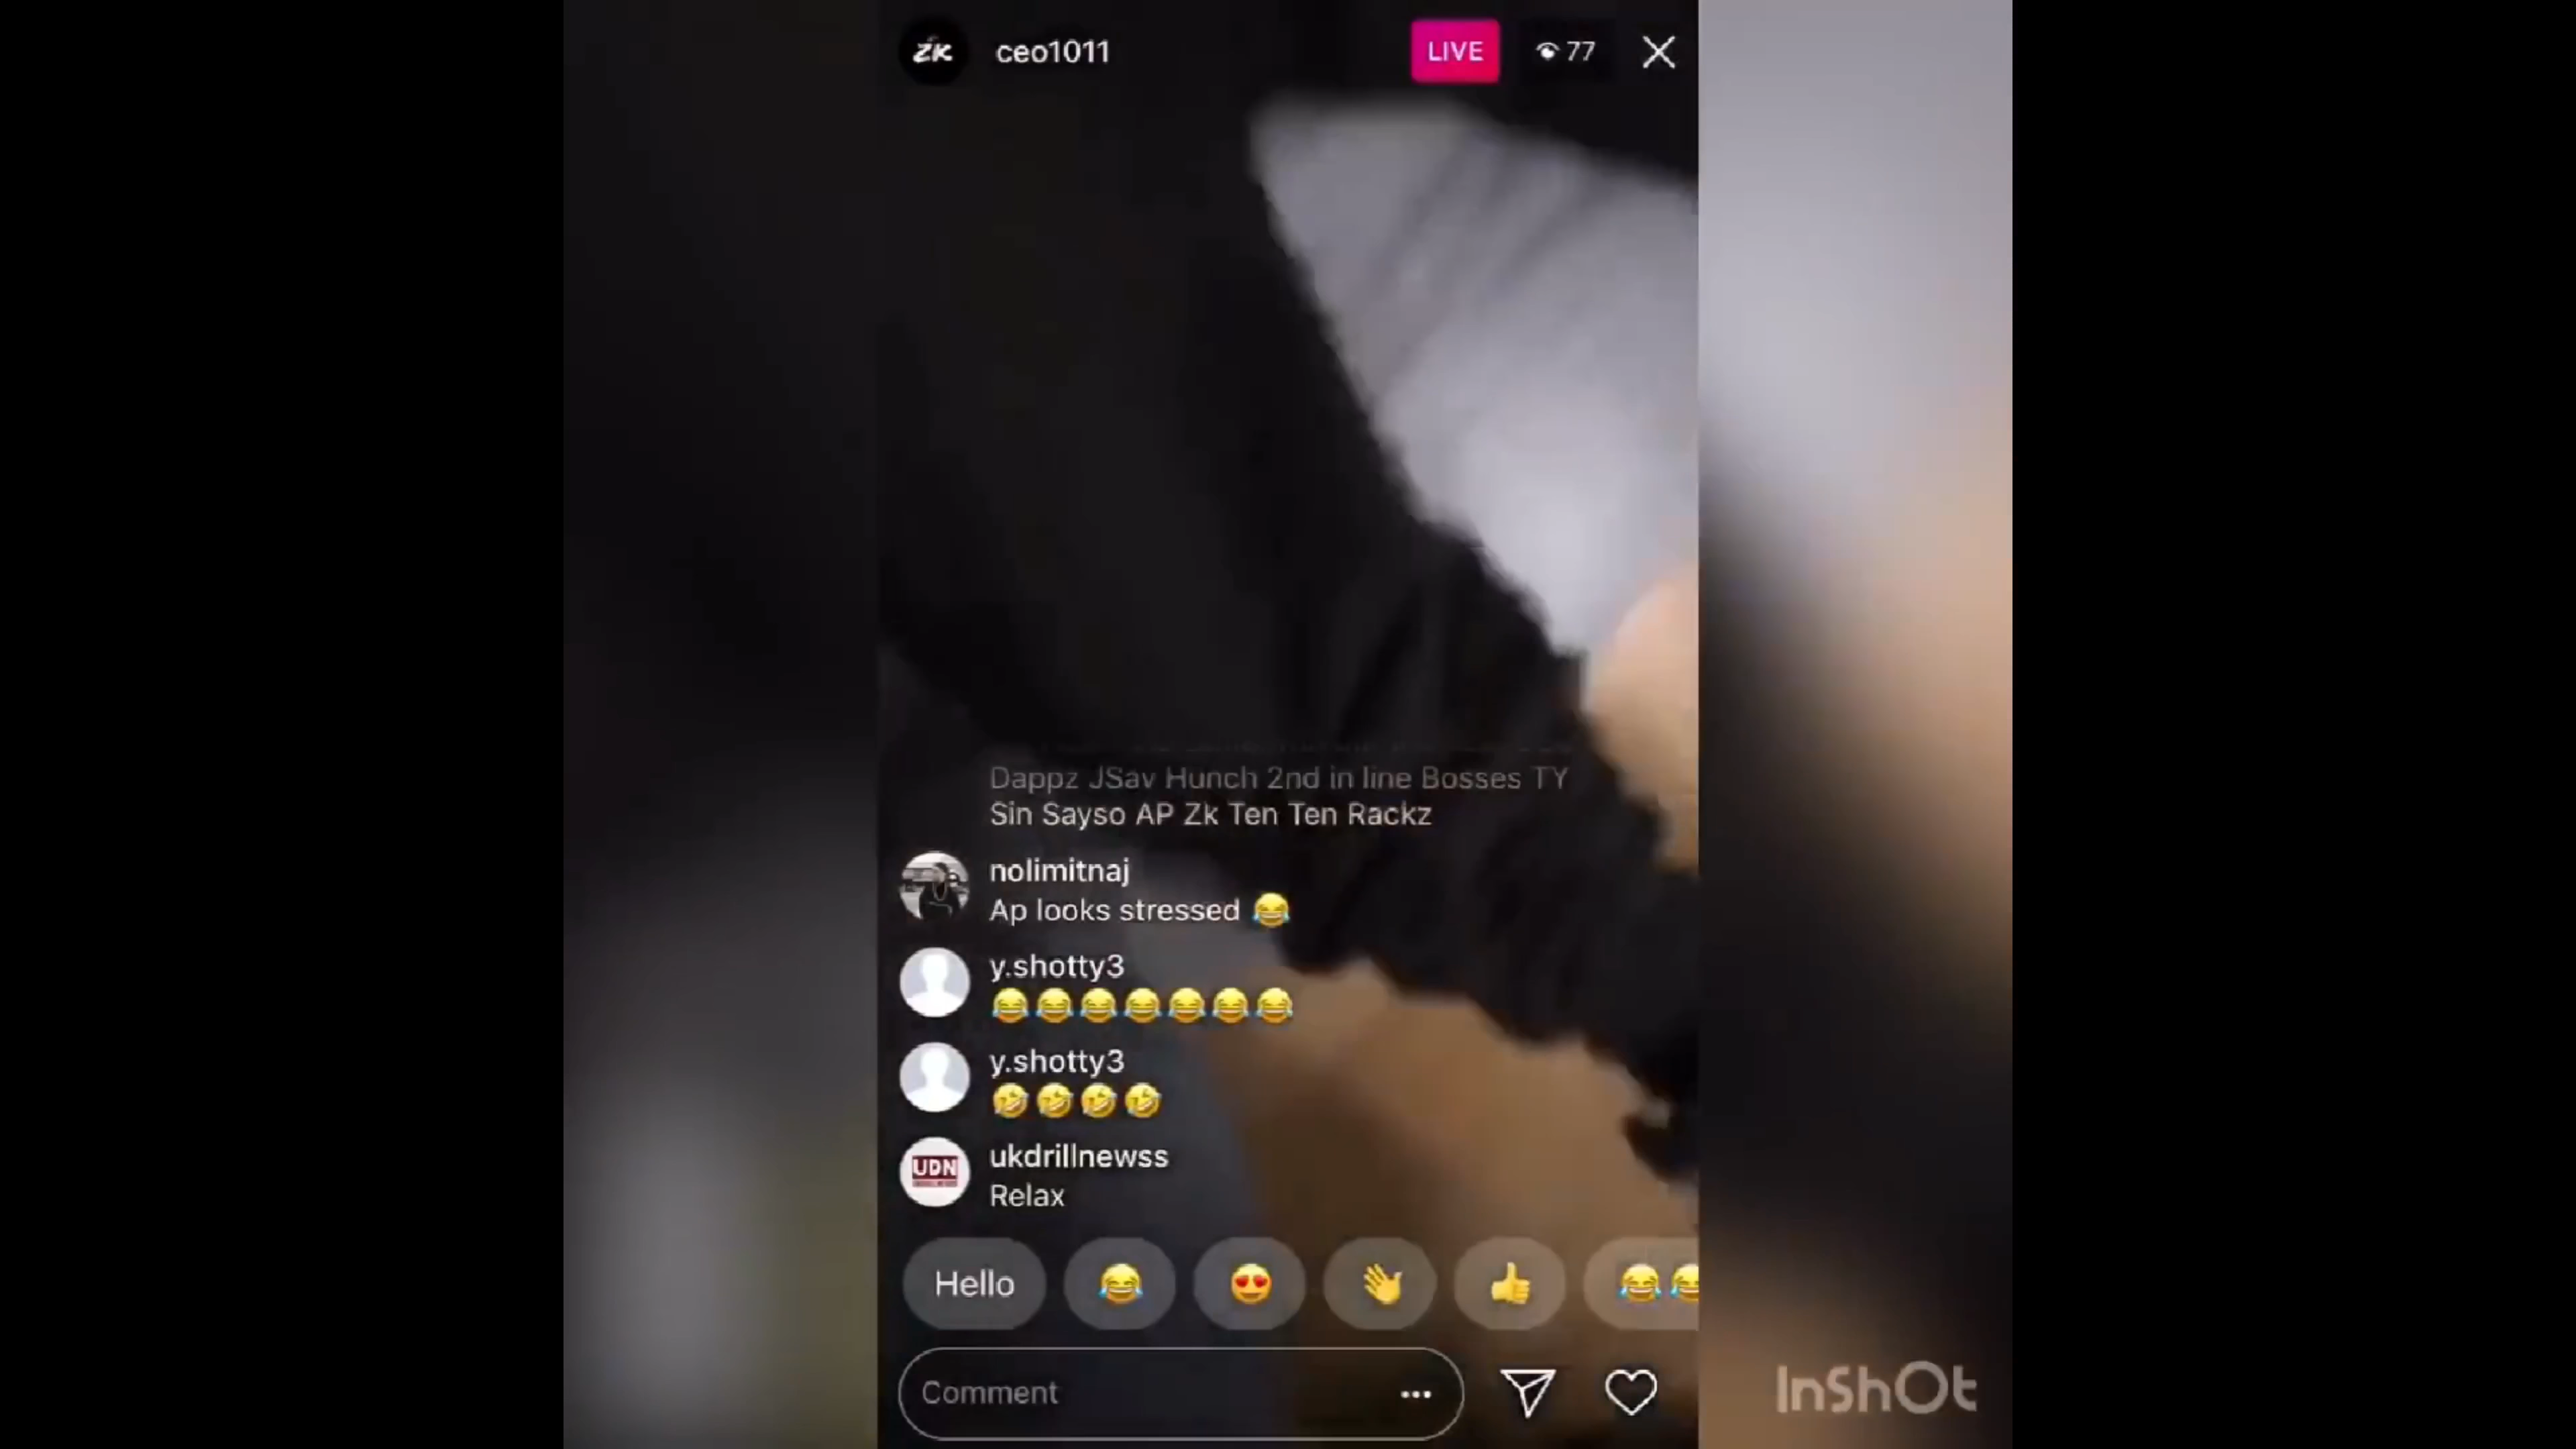 ZK ceo1011 LIVE 77
Dappz JSav Hunch 2nd in line Bosses TY
Sin Sayso AP Zk Ten Ten Rackz
nolimitnaj
Ap looks stressed 😂
y.shotty3
😂😂😂😂😂😂😂
y.shotty3
🤣🤣🤣🤣
UDN
ukdrillnewss
Relax
Hello 😂 😍 👋 👍 😂😂
Comment
InShOt